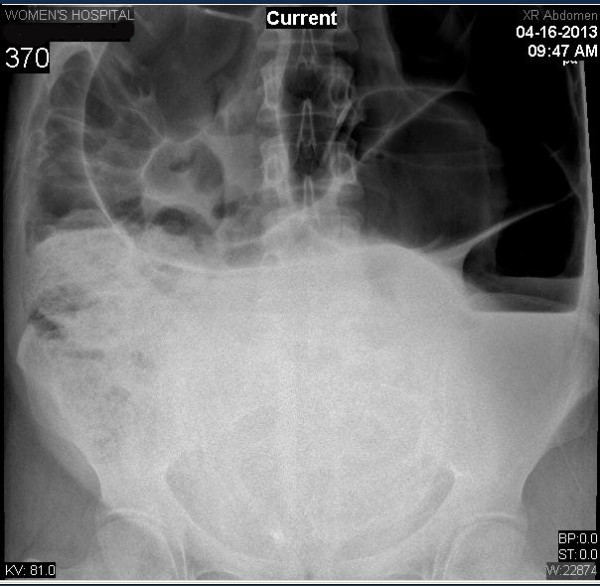 WOMEN'S HOSPITAL
Current
XR Abdomen
04-16-2013
09:47 AM
pa
370
KV: 81.0
BP:0.0
ST: 0.0
W:22874